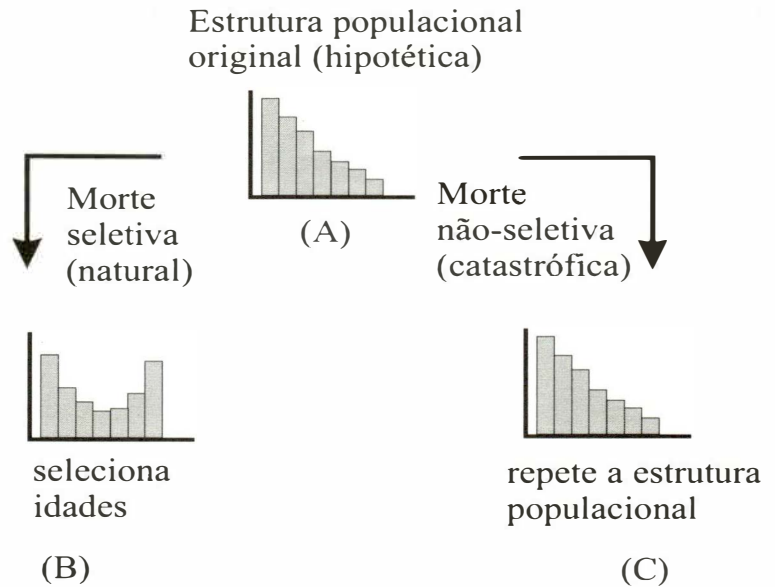 Estrutura populacional
original (hipotética)
(A)
Morte
seletiva
(natural)
Morte
não-seletiva
(catastrófica)
seleciona
idades
(B)
repete a estrutura
populacional
(C)